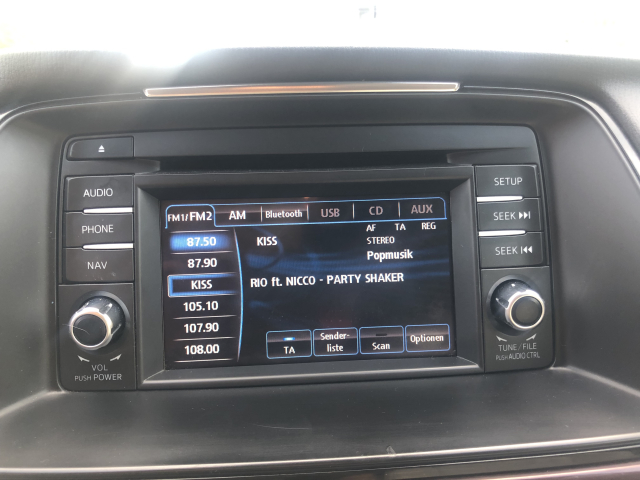 AUDIO
PHONE
NAV
VOL
PUSH POWER
FM1/FM2 AM Bluetooth USB CD AUX
AF TA REG
87.50
87.90
KISS
105.10
107.90
108.00
KISS
STEREO
Popmusik
RIO ft. NICCO - PARTY SHAKER
TA
Sender-
liste
Scan
Optionen
SETUP
SEEK
SEEK
TUNE/FILE
PUSH AUDIO CTRL